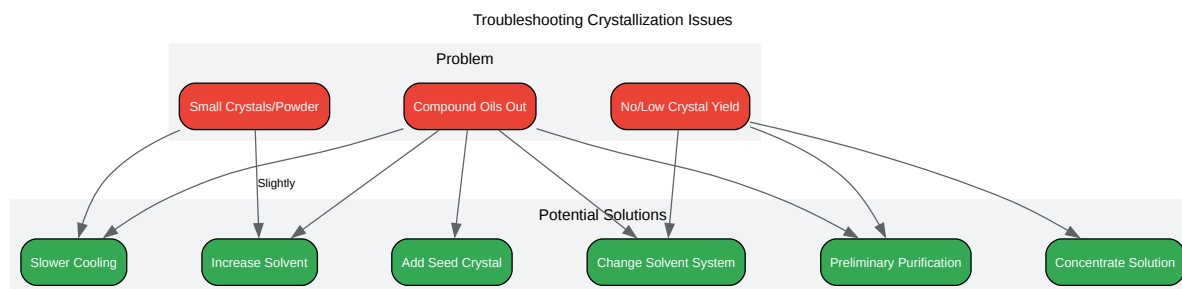 Troubleshooting Crystallization Issues
Problem
Small Crystals/Powder
Compound Oils Out
No/Low Crystal Yield
Slightly
Potential Solutions
Slower Cooling
Increase Solvent
Add Seed Crystal
Change Solvent System
Preliminary Purification
Concentrate Solution